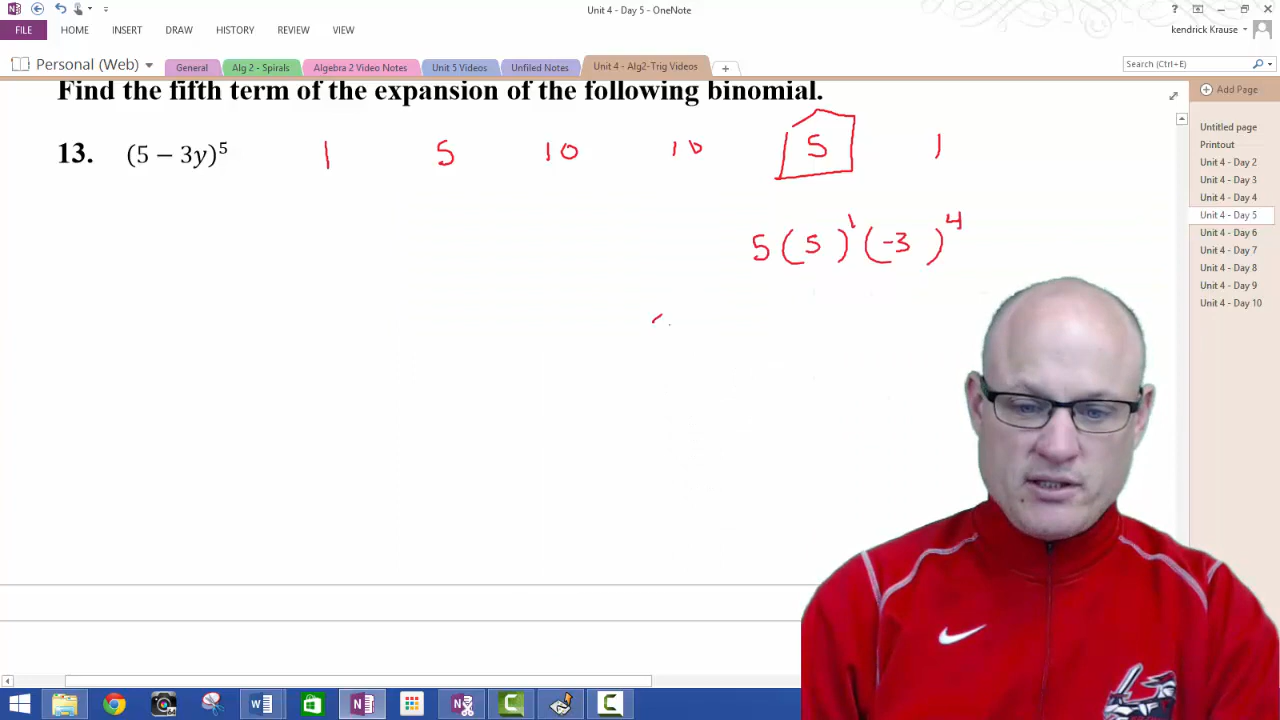 Unit 4 - Day 5 - OneNote
FILE HOME INSERT DRAW HISTORY REVIEW VIEW
kendrick Krause
Personal (Web) General Alg 2 - Spirals Algebra 2 Video Notes Unit 5 Videos Unfiled Notes Unit 4 - Alg2-Trig Videos
Search (Ctrl+E)
Add Page
Untitled page
Printout
Unit 4 - Day 2
Unit 4 - Day 3
Unit 4 - Day 4
Unit 4 - Day 5
Unit 4 - Day 6
Unit 4 - Day 7
Unit 4 - Day 8
Unit 4 - Day 9
Unit 4 - Day 10
Find the fifth term of the expansion of the following binomial.
13. (5 − 3y)⁵ 1 5 10 10 5 1
5(5)¹(-3 )⁴
64